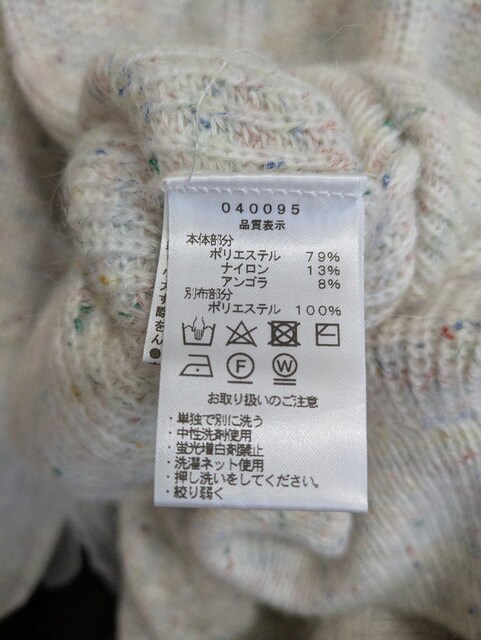 040095
品質表示
本体部分
ポリエステル 79%
ナイロン 13%
アンゴラ 8%
別布部分
ポリエステル 100%
F W
お取り扱いのご注意
・単独で別に洗う
・中性洗剤使用
・蛍光増白剤禁止
・洗濯ネット使用
・押し洗いをしてください。
・絞り弱く